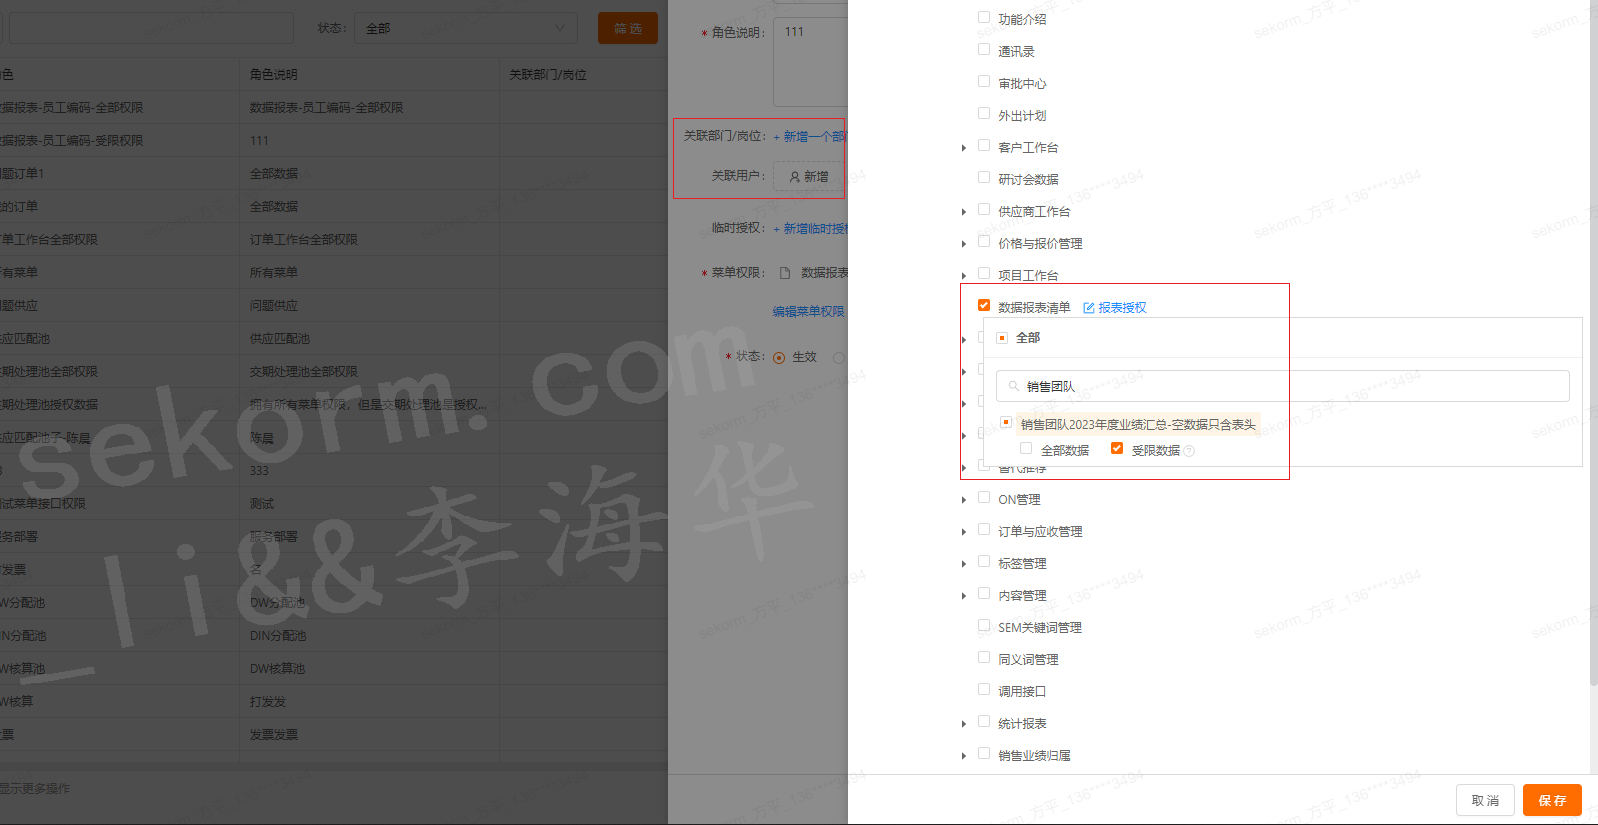 状态： 全部 筛 选
角色说明 关联部门/岗位
据报表-员工编码-全部权限 数据报表-员工编码-全部权限
据报表-员工编码-受限权限 111
题订单1 全部数据
的订单 全部数据
单工作台全部权限 订单工作台全部权限
所有菜单
题供应 问题供应
应匹配池 供应匹配池
期处理池全部权限 交期处理池全部权限
期处理池授权数据 拥有所有菜单权限，但是交期处理池是授权...
应匹配池子-陈晨 陈晨
333
试菜单接口权限 测试
务部署 服务部署
发票 名
W分配池 DW分配池
IN分配池 DIN分配池
W核算池 DW核算池
W核算 打发发
票 发票发票
显示更多操作
* 角色说明： 111
关联部门/岗位： + 新增一个部
关联用户： 新增
临时授权： + 新增临时授
* 菜单权限： 数据报表
编辑菜单权限
* 状态： 生效
功能介绍
通讯录
审批中心
外出计划
客户工作台
研讨会数据
供应商工作台
价格与报价管理
项目工作台
数据报表清单 报表授权
全部
销售团队
销售团队2023年度业绩汇总-空数据只含表头
全部数据 受限数据
替代推荐
ON管理
订单与应收管理
标签管理
内容管理
SEM关键词管理
同义词管理
调用接口
统计报表
销售业绩归属
取 消 保 存
sekorm.com
_li&&李海华
sekorm_方平_136****3494